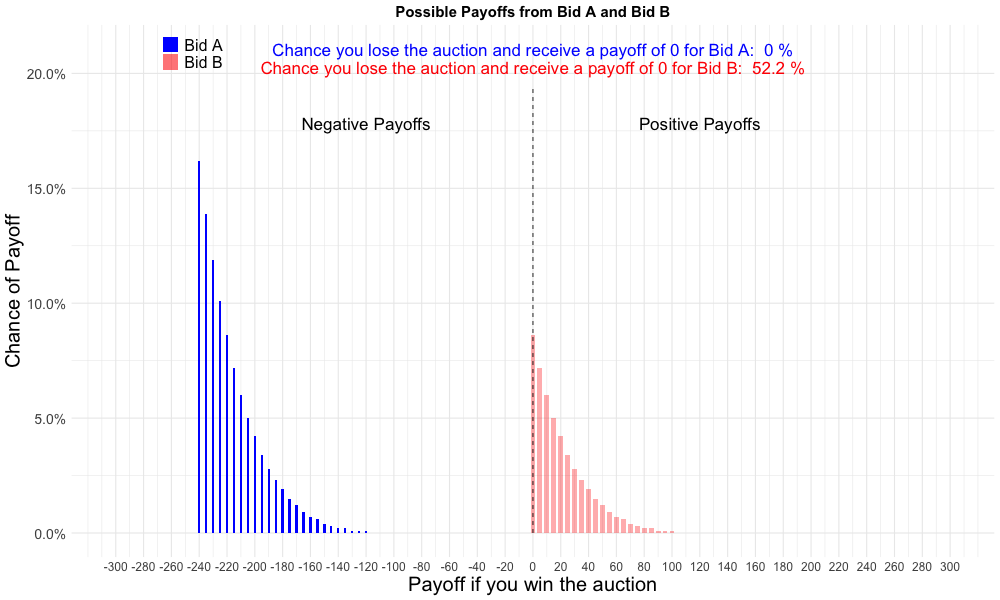 Possible Payoffs from Bid A and Bid B
Bid A
Bid B
Chance you lose the auction and receive a payoff of 0 for Bid A:  0 %
Chance you lose the auction and receive a payoff of 0 for Bid B:  52.2 %
Negative Payoffs
Positive Payoffs
Chance of Payoff
20.0%
15.0%
10.0%
5.0%
0.0%
-300 -280 -260 -240 -220 -200 -180 -160 -140 -120 -100 -80 -60 -40 -20 0 20 40 60 80 100 120 140 160 180 200 220 240 260 280 300
Payoff if you win the auction